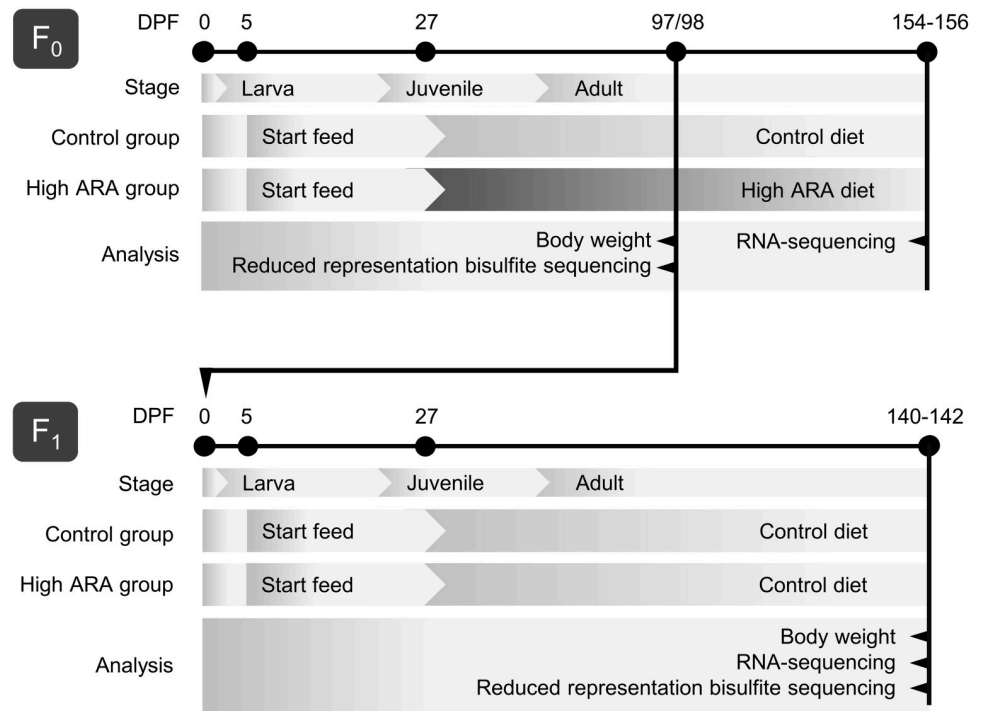 F0
DPF 0 5 27 97/98 154-156
Stage Larva Juvenile Adult
Control group Start feed Control diet
High ARA group Start feed High ARA diet
Analysis
Body weight RNA-sequencing
Reduced representation bisulfite sequencing
F1
DPF 0 5 27 140-142
Stage Larva Juvenile Adult
Control group Start feed Control diet
High ARA group Start feed Control diet
Analysis
Body weight
RNA-sequencing
Reduced representation bisulfite sequencing